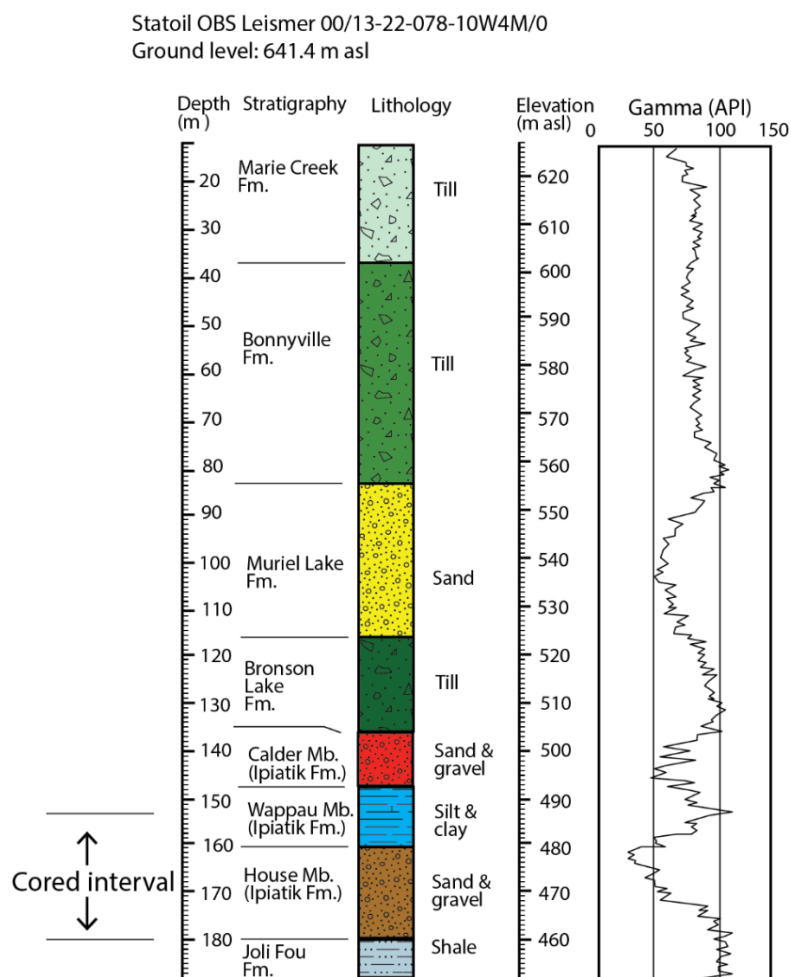 Statoil OBS Leismer 00/13-22-078-10W4M/0
Ground level: 641.4 m asl
Depth
(m )
Stratigraphy
Lithology
Elevation
(m asl)
Gamma (API)
0
50
100
150
20
30
40
50
60
70
80
90
100
110
120
130
140
150
160
170
180
Marie Creek
Fm.
Bonnyville
Fm.
Muriel Lake
Fm.
Bronson
Lake
Fm.
Calder Mb.
(Ipiatik Fm.)
Wappau Mb.
(Ipiatik Fm.)
House Mb.
(Ipiatik Fm.)
Joli Fou
Fm.
Till
Till
Sand
Till
Sand &
gravel
Silt &
clay
Sand &
gravel
Shale
620
610
600
590
580
570
560
550
540
530
520
510
500
490
480
470
460
Cored interval